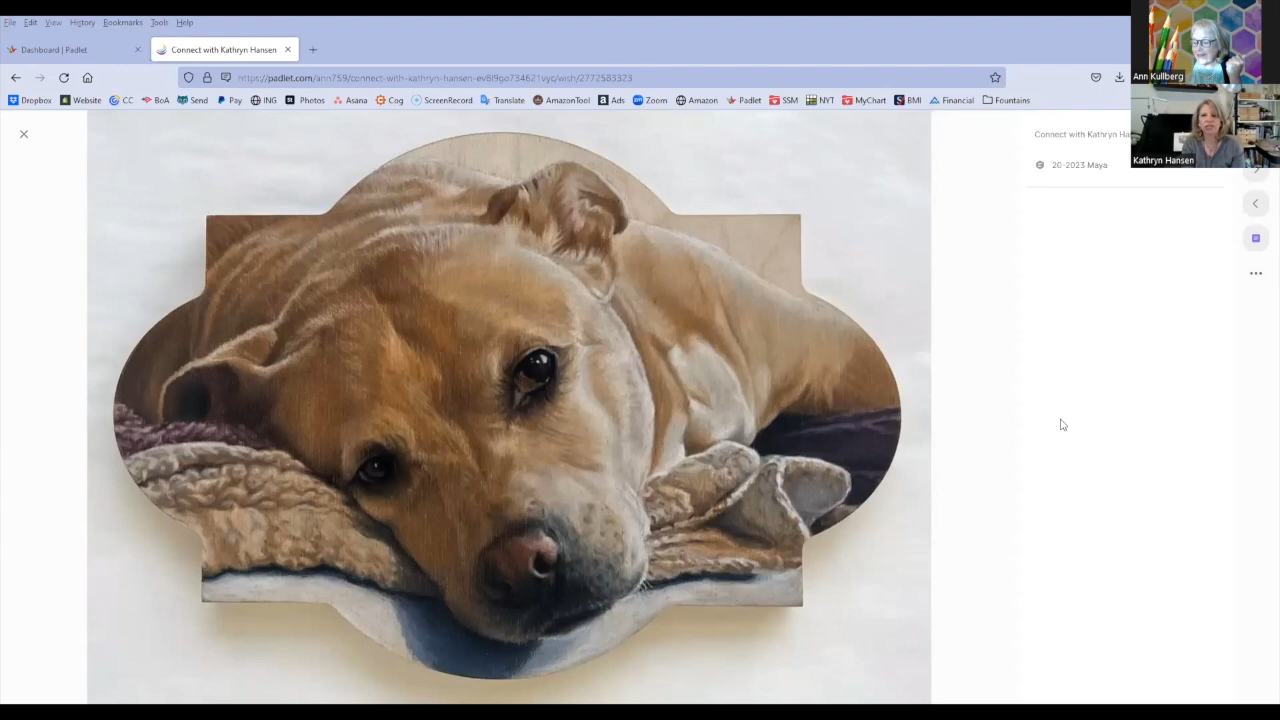 File Edit View History Bookmarks Tools Help
Dashboard | Padlet
Connect with Kathryn Hansen
https://padlet.com/ann759/connect-with-kathryn-hansen-ev8l9go734621vyc/wish/2772583323
Dropbox Website CC BoA Send Pay ING Photos Asana Cog ScreenRecord Translate AmazonTool Ads Zoom Amazon Padlet SSM NYT MyChart BMI Financial Fountains
Ann Kullberg
Connect with Kathryn Ha
Kathryn Hansen
20-2023 Maya